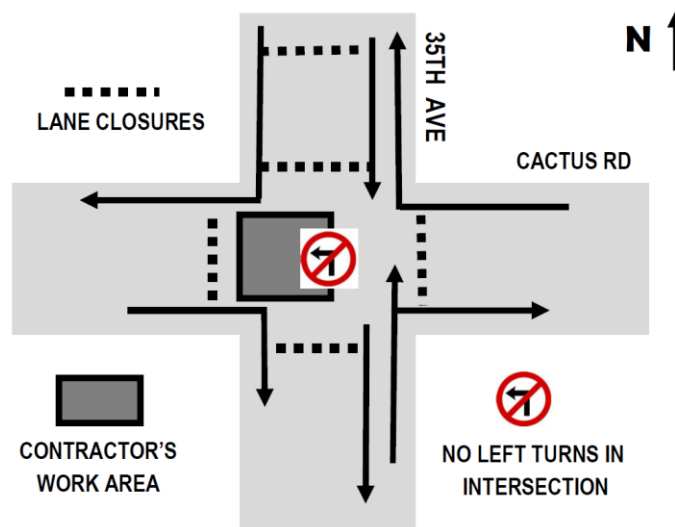 35TH AVE
N
LANE CLOSURES
CACTUS RD
CONTRACTOR'S
WORK AREA
NO LEFT TURNS IN
INTERSECTION